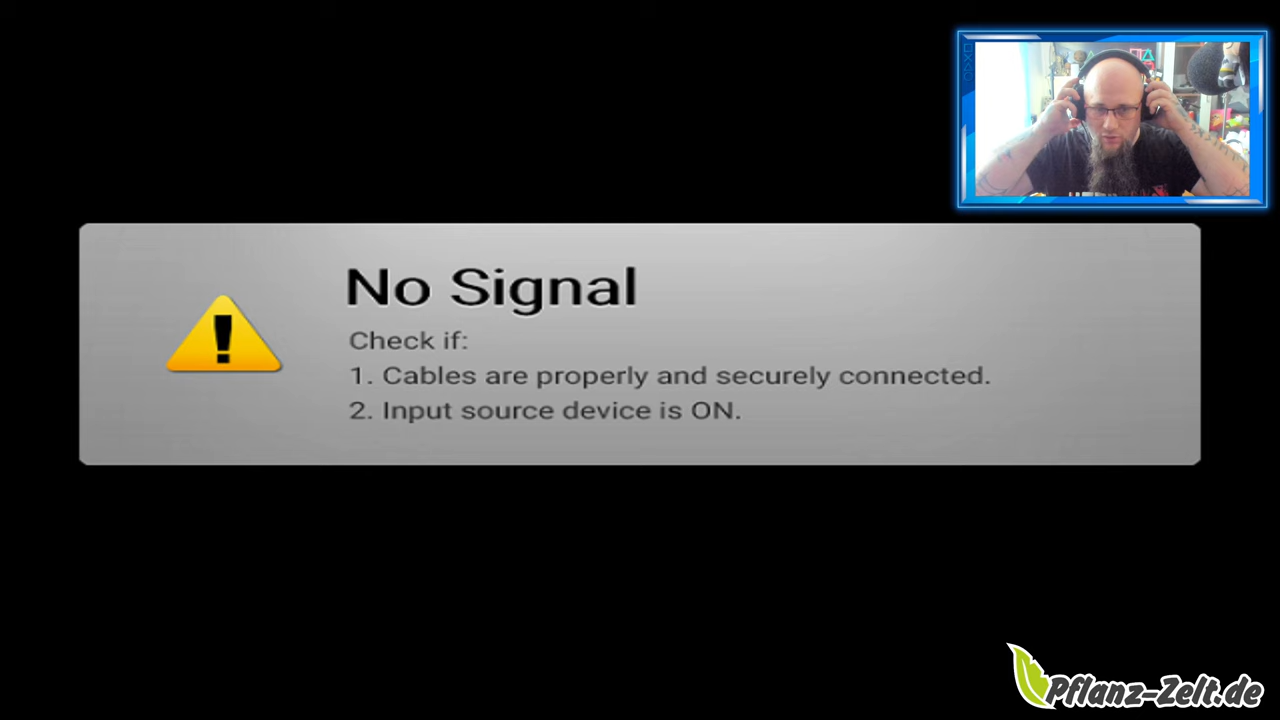 No Signal
Check if:
1. Cables are properly and securely connected.
2. Input source device is ON.
Pflanz-Zelt.de